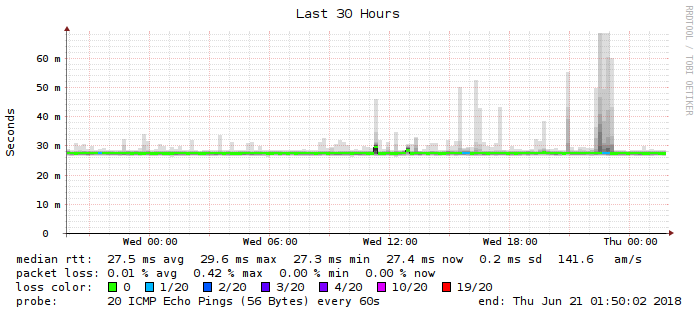 Last 30 Hours
RRDTOOL / TOBI OETIKER
Seconds
60 m
50 m
40 m
30 m
20 m
10 m
0
Wed 00:00 Wed 06:00 Wed 12:00 Wed 18:00 Thu 00:00
median rtt: 27.5 ms avg 29.6 ms max 27.3 ms min 27.4 ms now 0.2 ms sd 141.6 am/s
packet loss: 0.01 % avg 0.42 % max 0.00 % min 0.00 % now
loss color: 0 1/20 2/20 3/20 4/20 10/20 19/20
probe: 20 ICMP Echo Pings (56 Bytes) every 60s end: Thu Jun 21 01:50:02 2018